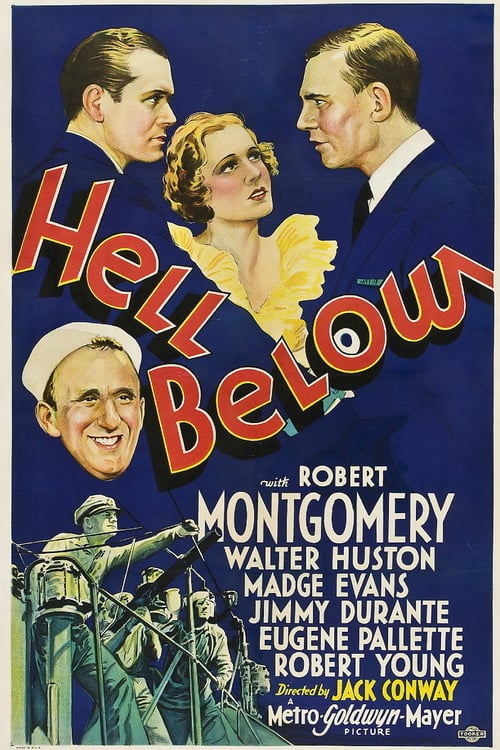 HELL
BELOW
with ROBERT
MONTGOMERY
WALTER HUSTON
MADGE EVANS
JIMMY DURANTE
EUGENE PALLETTE
ROBERT YOUNG
Directed by JACK CONWAY
A
Metro-Goldwyn-Mayer
PICTURE
TOOKER